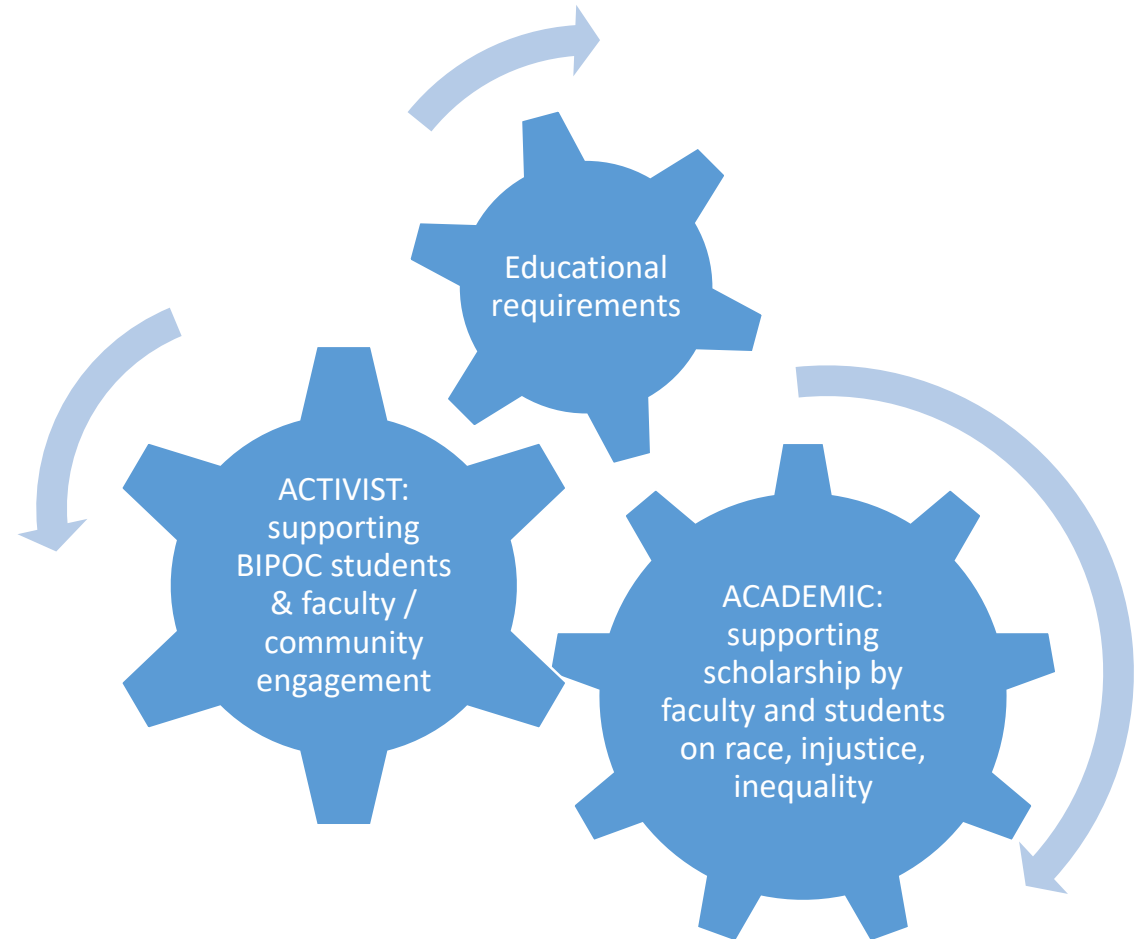 Educational
requirements
ACTIVIST:
supporting
BIPOC students
& faculty /
community
engagement
ACADEMIC:
supporting
scholarship by
faculty and students
on race, injustice,
inequality